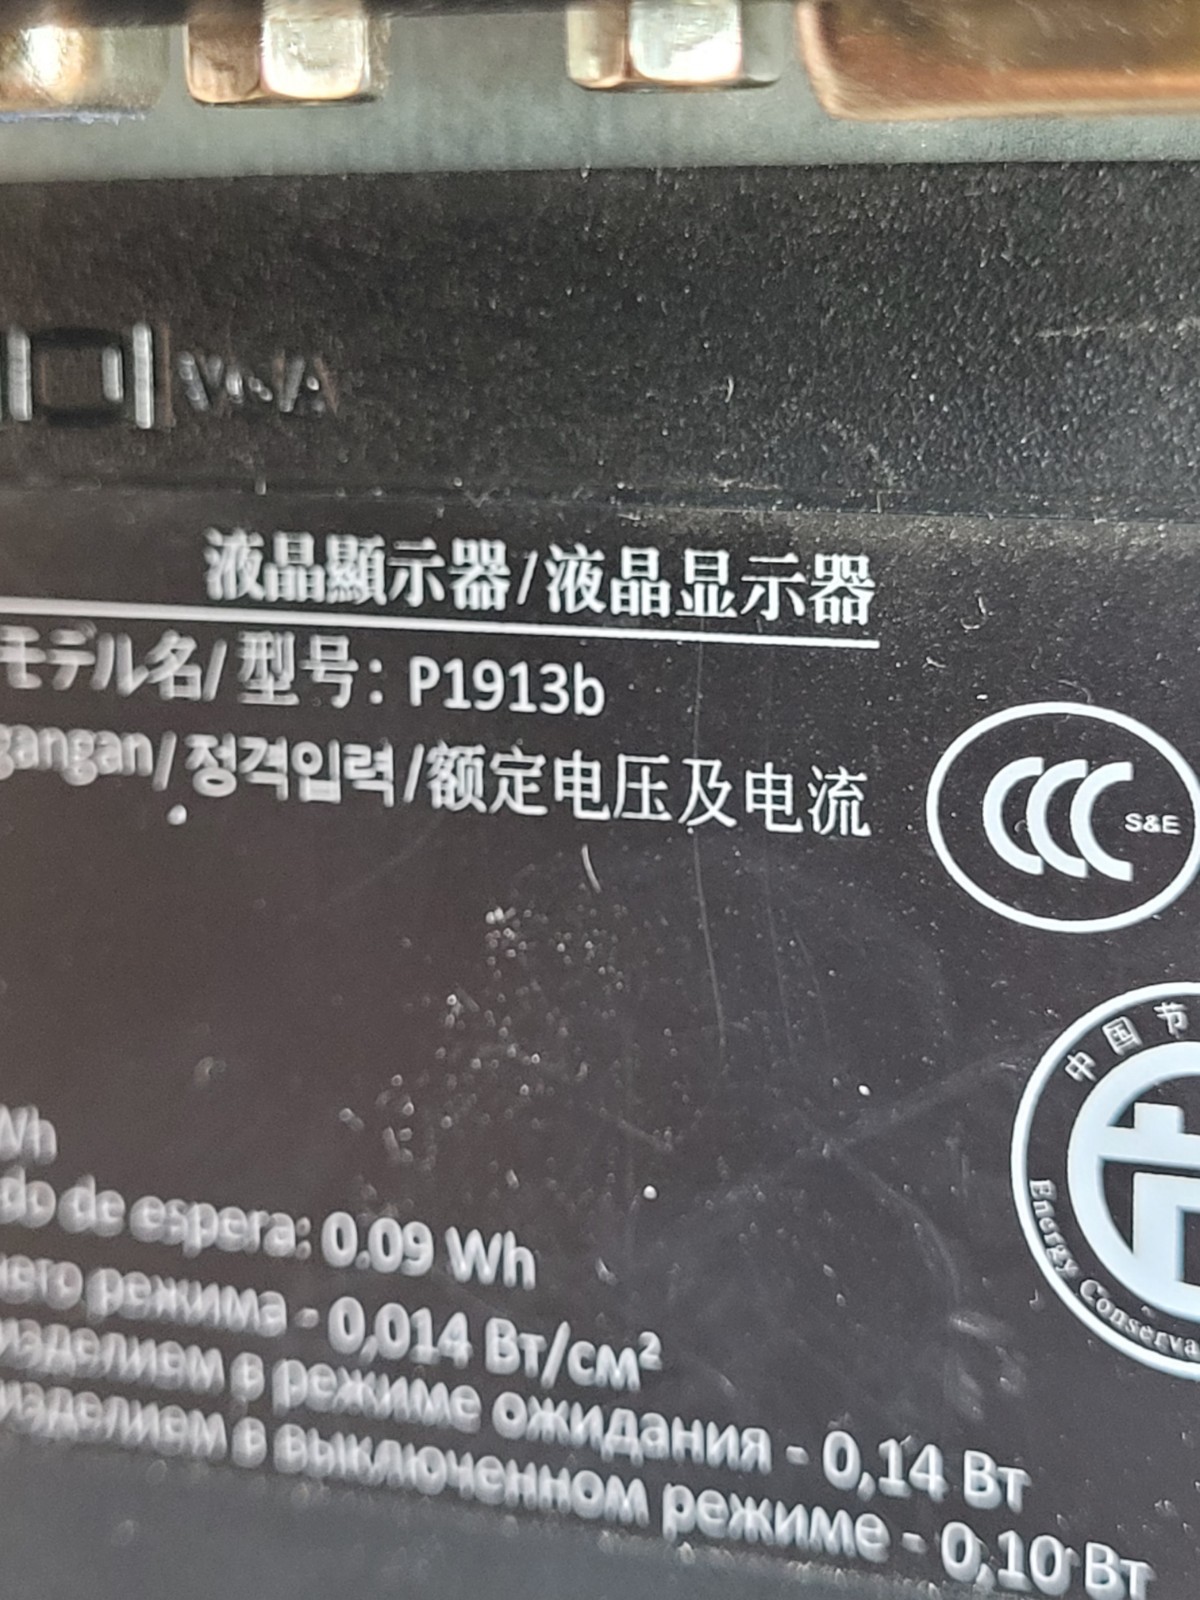 VGA
液晶顯示器/液晶显示器
モデル名/型号: P1913b
gangan/정격입력/额定电压及电流
CCC S&E
中国节
Wh
do de espera: 0.09 Wh
Energy Conserva
него режима - 0,014 Вт/см²
изделием в режиме ожидания - 0,14 Вт
изделием в выключенном режиме - 0,10 Вт